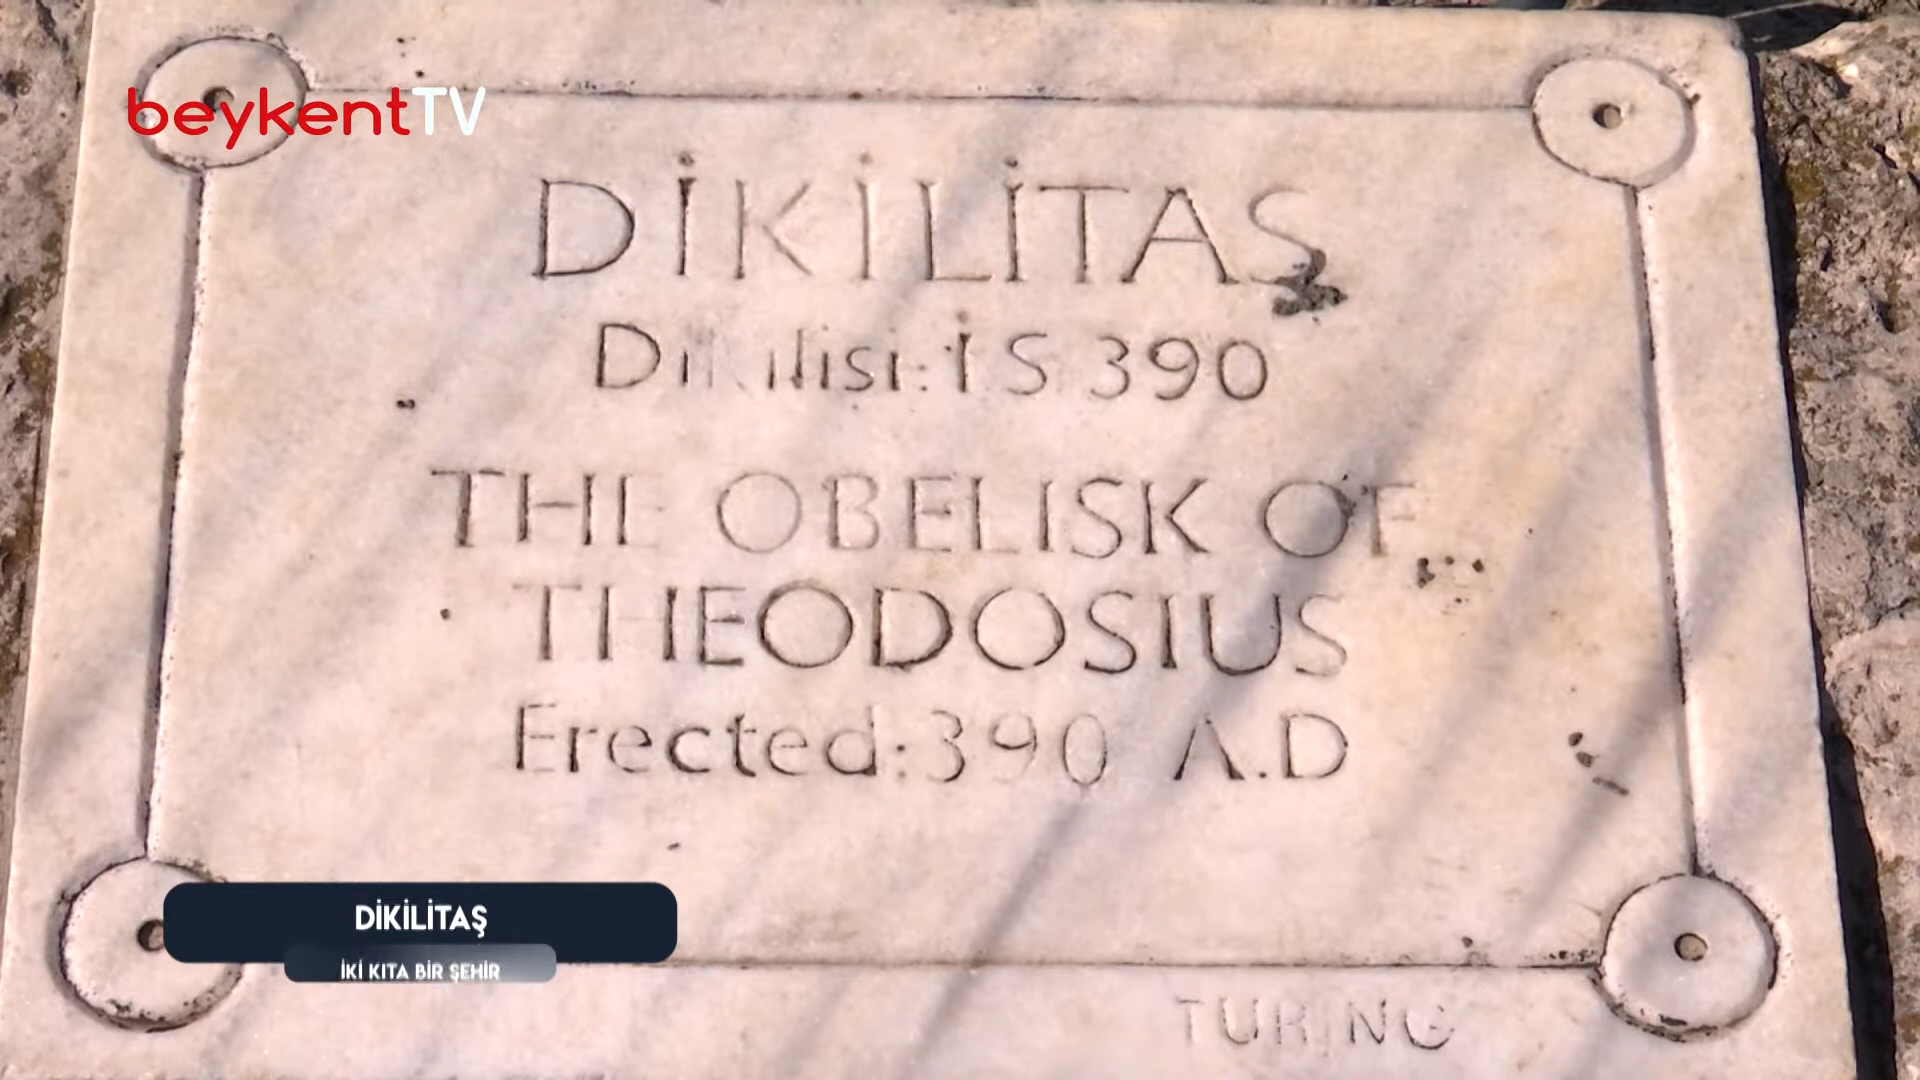 beykentTV
DİKİLİTAŞ
Dikilisi: İ.S 390
THE OBELISK OF
THEODOSIUS
Erected: 390 A.D
DİKİLİTAŞ
İKİ KITA BİR ŞEHİR
TURING